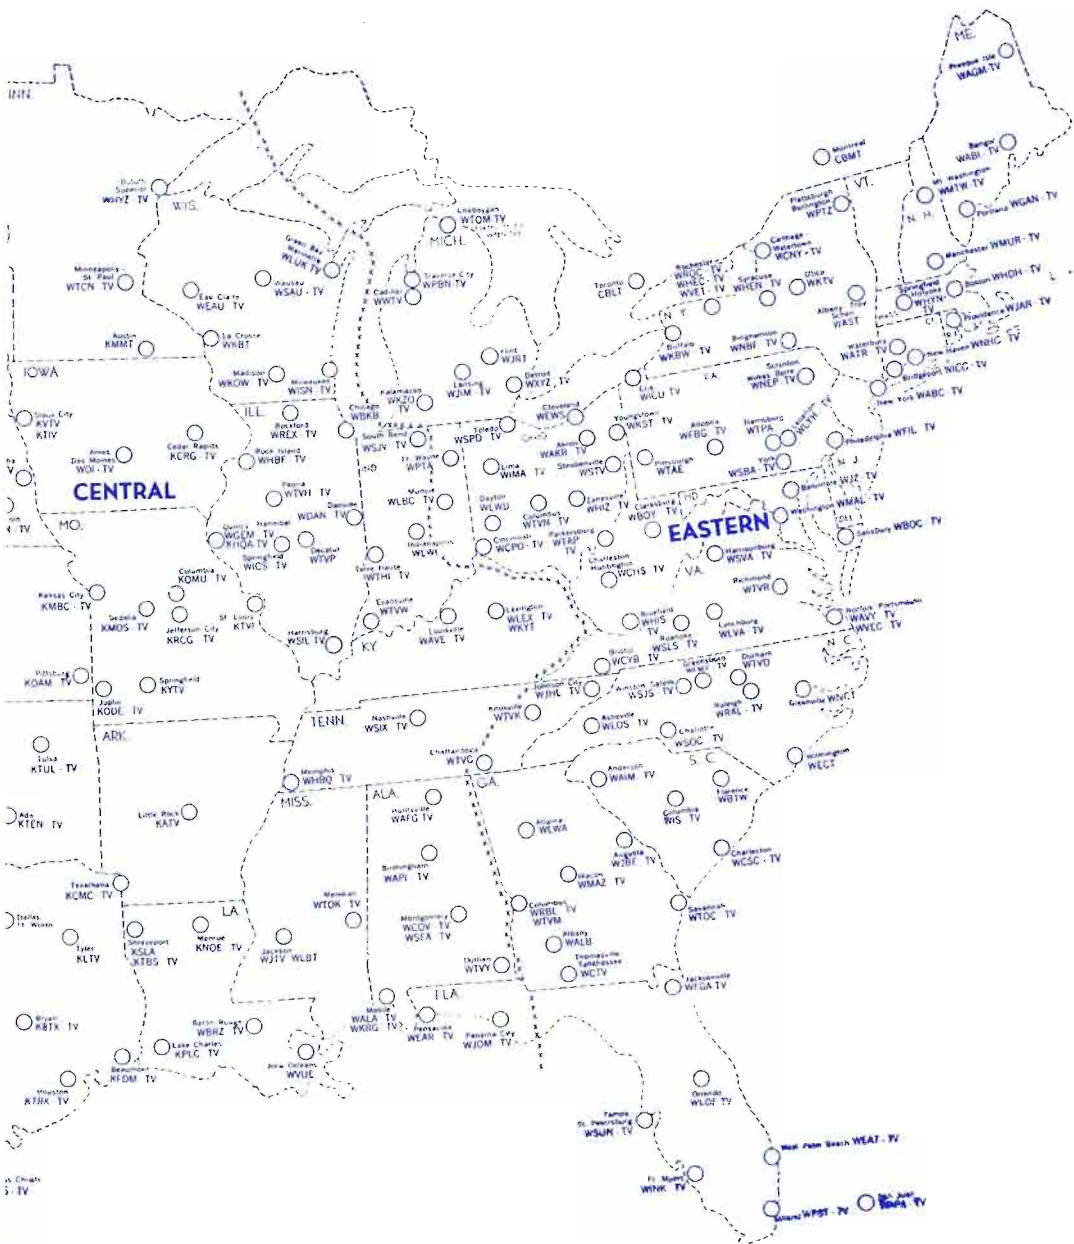 ME.
Presque Isle
WAGM-TV
INN.
Montreal
CBMT
Bangor
WABI-TV
VT.
Mt. Washington
WMTW-TV
Plattsburgh
Burlington
WPTZ
N. H.
Portland WGAN-TV
Duluth
Superior
WIS.
Cheboygan
WTOM TV
MICH.
Green Bay
Marinette
WLUK TV
Carthage
Watertown
WCNY-TV
Manchester WMUR-TV
Minneapolis
St. Paul
WTCN TV
Eau Claire
WEAU-TV
Wausau
WSAU-TV
Traverse City
WPBN-TV
Cadillac
WWTV
Toronto
CBLT
Rochester
WROC-TV
WHEC-TV
WVET-TV
Syracuse
WHEN-TV
Utica
WKTV
Springfield
Holyoke
WHYN-TV
Boston WHDH-TV
Providence WJAR-TV
N. Y.
WAST
Austin
KMMT
La Crosse
WKBT
Buffalo
WKBW TV
Binghamton
WNBF-TV
Waterbury
WATR TV
New Haven WNHC-TV
Bridgeport WICC-TV
New York WABC-TV
IOWA
Madison
WKOW TV
Milwaukee
WISN-TV
Flint
WJRT
Lansing
WJIM-TV
Detroit
WXYZ-TV
Kalamazoo
WKZO
TV
Erie
WICU TV
PA.
Scranton
Wilkes Barre
WNEP-TV
ILL.
Rockford
WREX-TV
Chicago
WBKB
Sioux City
KVTV
KTIV
Cedar Rapids
KCRG-TV
Ames
Des Moines
WOI-TV
Rock Island
WHBF-TV
South Bend
WSJV TV
Toledo
WSPD-TV
Cleveland
WEWS
Akron
WAKR TV
Youngstown
WKST TV
Altoona
WFBG-TV
Harrisburg
WTPA
WLYH-TV
Philadelphia WFIL-TV
Ft. Wayne
WPTA
Lima
WIMA-TV
Steubenville
WSTV
Pittsburgh
WTAE
York
WSBA-TV
N. J.
CENTRAL
IND
MO.
Peoria
WTVH TV
Danville
WDAN-TV
Muncie
WLBC-TV
Dayton
WLWD
Columbus
WTVN-TV
Zanesville
WHIZ-TV
Clarksburg
WBOY TV
MD.
EASTERN
Baltimore WJZ-TV
Washington WMAL-TV
Salisbury WBOC-TV
Quincy Hannibal
WGEM-TV
KHQA TV
Springfield
WICS
Decatur
WTVP
Indianapolis
WLWI
Cincinnati
WCPO-TV
Parkersburg
WTAP
TV
Charleston
Huntington
WCHS-TV
VA.
Harrisonburg
WSVA-TV
Terre Haute
WTHI TV
Kansas City
KMBC-TV
Columbia
KOMU-TV
Sedalia
KMOS-TV
Jefferson City
KRCG-TV
St. Louis
KTVI
Richmond
WTVR
Evansville
WTVW
Louisville
WAVE-TV
Lexington
WLEX TV
WKYT
Bluefield
WHIS
TV
Roanoke
WSLS-TV
Lynchburg
WLVA-TV
Norfolk Portsmouth
WAVY TV
WVEC TV
Harrisburg
WSIL TV
KY
Bristol
WCYB TV
N. C.
Pittsburg
KOAM TV
Joplin
KODE-TV
Springfield
KYTV
Johnson City
WJHL-TV
Winston Salem
WSJS-TV
Greensboro
WFMY-TV
Durham
WTVD
Raleigh
WRAL-TV
Greenville WNCT
TENN.
Nashville
WSIX-TV
Knoxville
WTVK
Asheville
WLOS-TV
Charlotte
WSOC TV
ARK.
Tulsa
KTUL-TV
Memphis
WHBQ TV
Chattanooga
WTVC
S. C.
Wilmington
WECT
MISS.
ALA.
GA.
Anderson
WAIM-TV
Florence
WBTW
Ada
KTEN TV
Little Rock
KATV
Huntsville
WAFG TV
Columbia
WIS-TV
Atlanta
Augusta
WJBF-TV
Charleston
WCSC-TV
Birmingham
WAPI-TV
Macon
WMAZ-TV
Texarkana
KCMC-TV
Meridian
WTOK-TV
LA.
Columbus
WRBL TV
WTVM
Savannah
WTOC-TV
Dallas
Ft. Worth
Tyler
KLTV
Shreveport
KSLA
KTBS-TV
Monroe
KNOE-TV
Jackson
WJTV WLBT
Montgomery
WCOV TV
WSFA TV
Albany
WALB
Thomasville
Tallahassee
WCTV
Dothan
WTVY
Jacksonville
WFGA TV
FLA.
Bryan
KBTX-TV
Baton Rouge
WBRZ-TV
Mobile
WALA TV
WKRG-TV
Pensacola
WEAR-TV
Panama City
WJDM-TV
Lake Charles
KPLC-TV
Beaumont
KFDM-TV
New Orleans
WVUE
Houston
KTRK-TV
Orlando
WLOF-TV
Tampa
St. Petersburg
WSUN-TV
West Palm Beach WEAT-TV
Ft. Myers
WINK-TV
Miami WPST-TV
San Juan
WAPA-TV